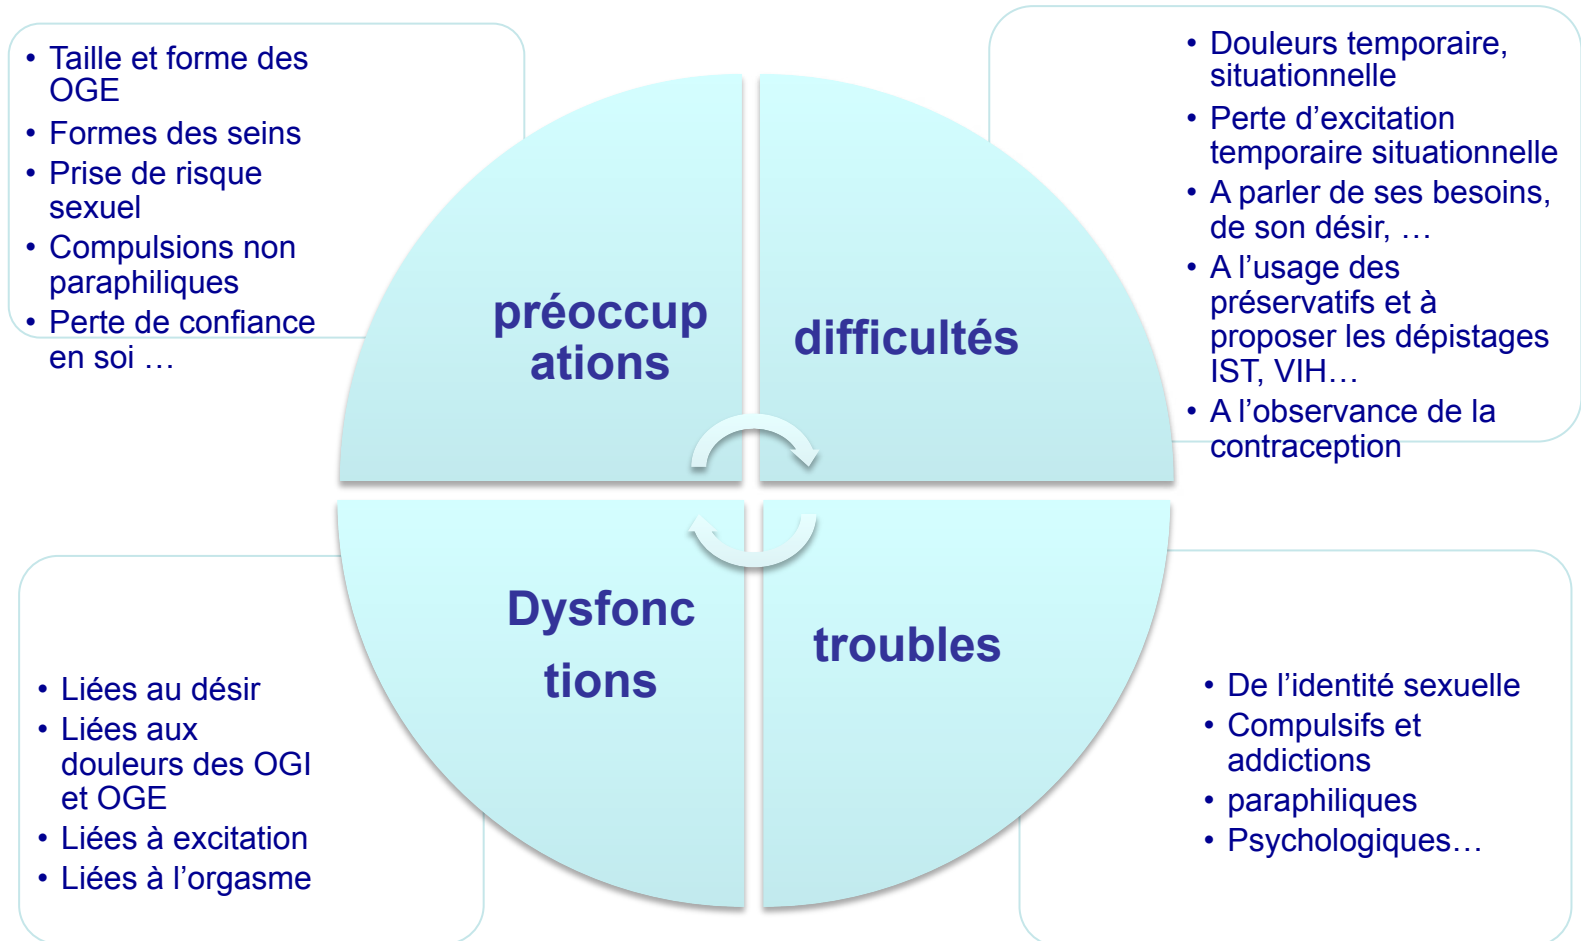 • Taille et forme des
OGE
• Formes des seins
• Prise de risque
sexuel
• Compulsions non
paraphiliques
• Perte de confiance
en soi …
• Douleurs temporaire,
situationnelle
• Perte d’excitation
temporaire situationnelle
• A parler de ses besoins,
de son désir, …
• A l’usage des
préservatifs et à
proposer les dépistages
IST, VIH…
• A l’observance de la
contraception
préoccup
ations
difficultés
Dysfonc
tions
troubles
• Liées au désir
• Liées aux
douleurs des OGI
et OGE
• Liées à excitation
• Liées à l’orgasme
• De l’identité sexuelle
• Compulsifs et
addictions
• paraphiliques
• Psychologiques…